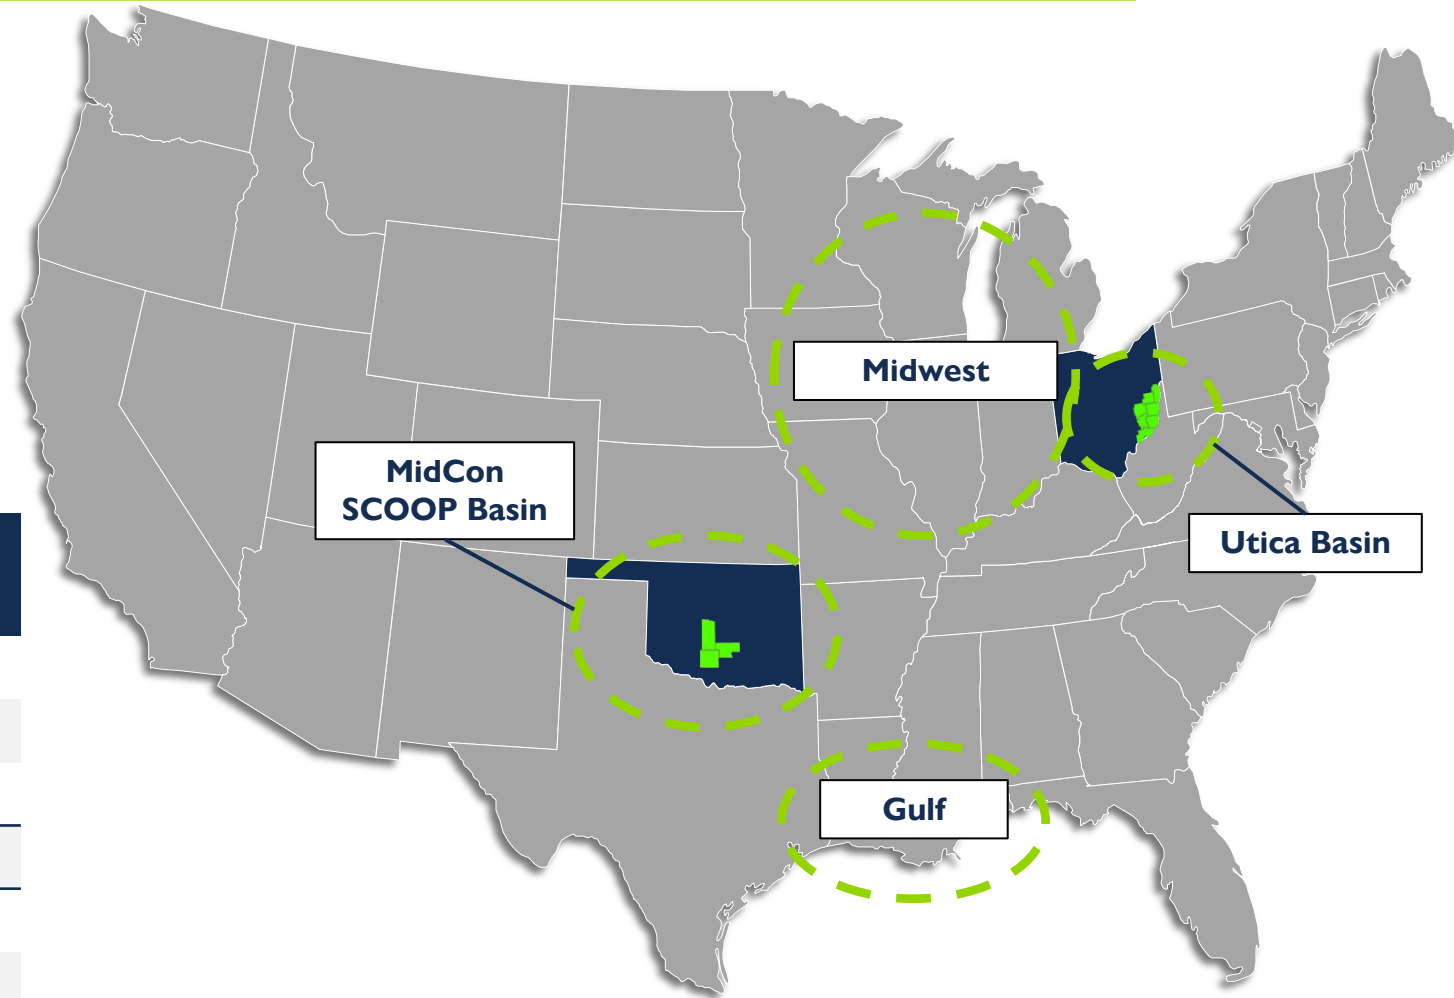 Midwest
MidCon
SCOOP Basin
Utica Basin
Gulf